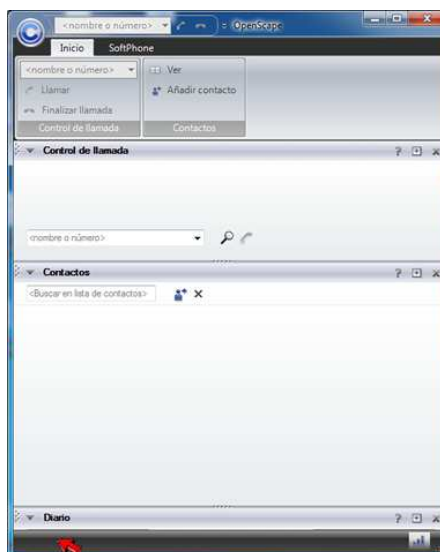 <nombre o número> OpenScape
Inicio SoftPhone
<nombre o número> Ver
Llamar Añadir contacto
Finalizar llamada
Control de llamada Contactos
Control de llamada ?
<nombre o número>
Contactos ?
<Buscar en lista de contactos>
Diario ?